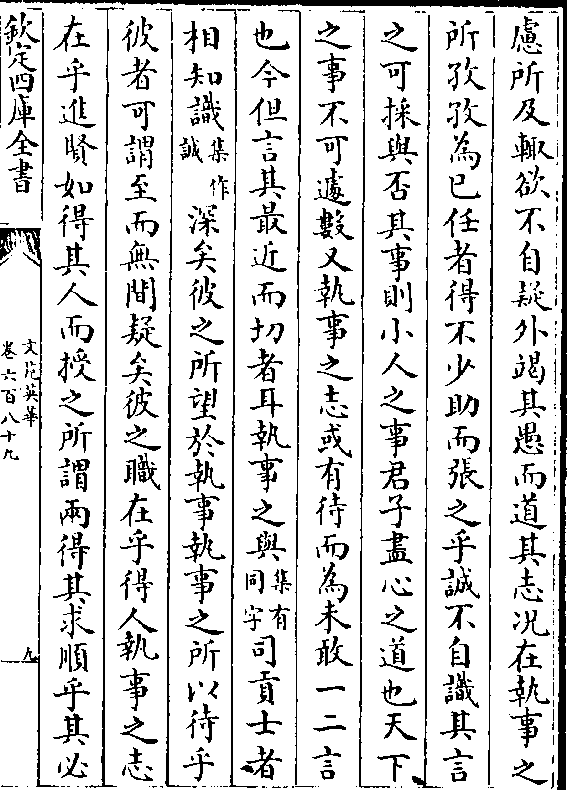 慮所及輙欲不自疑外竭其愚而道其志况在執事之
所孜孜為已任者得不少助而張之乎誠不自識其言
之可採與否其事則小人之事君子盡心之道也天下
之事不可遽數又執事之志或有待而為未敢一二言
也今但言其最近而切者耳執事之與集有同字司貢士者
相知識集作誠深矣彼之所望於執事執事之所以待乎
彼者可謂至而無間疑矣彼之職在乎得人執事之志
在乎進賢如得其人而授之所謂兩得其求順乎其必
欽定四庫全書
文苑英華
卷六百八十九
九